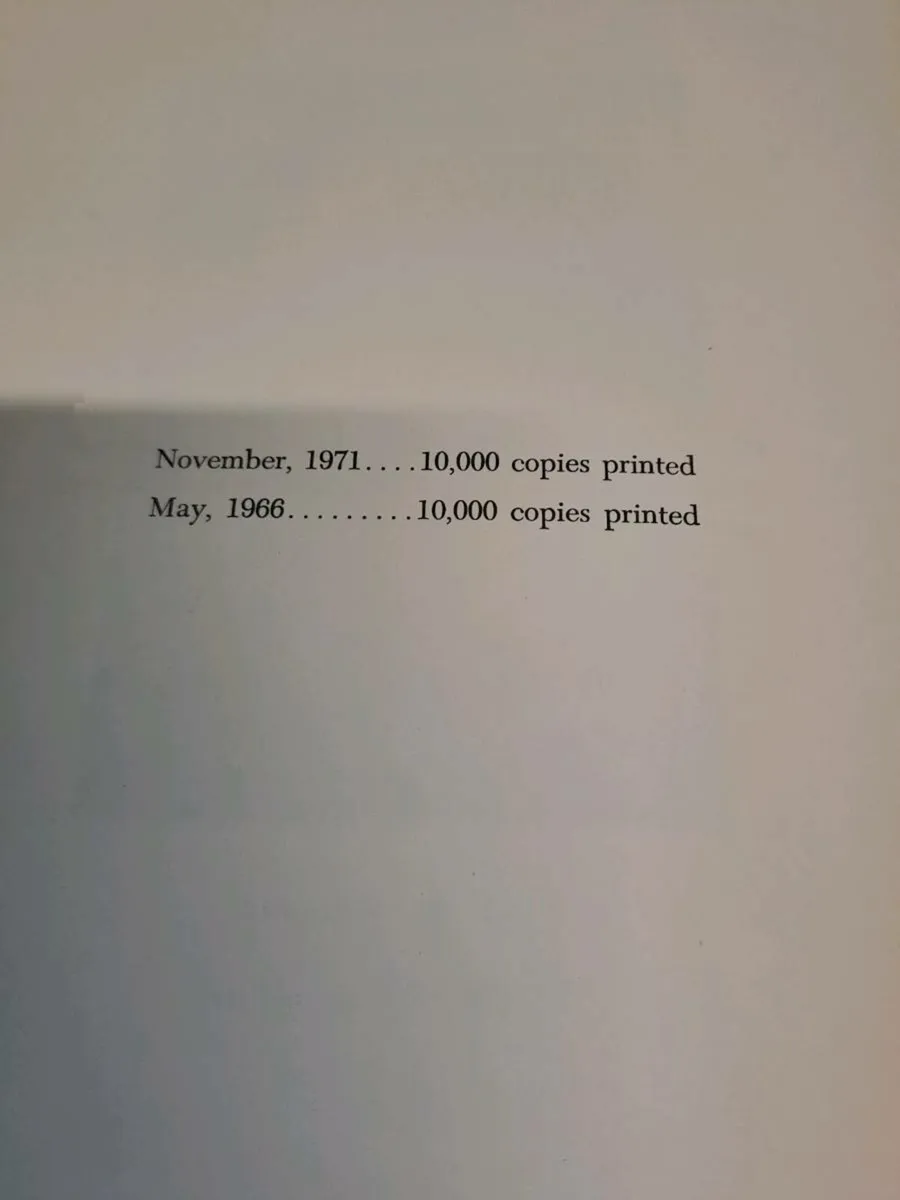 November, 1971....10,000 copies printed
May, 1966.........10,000 copies printed